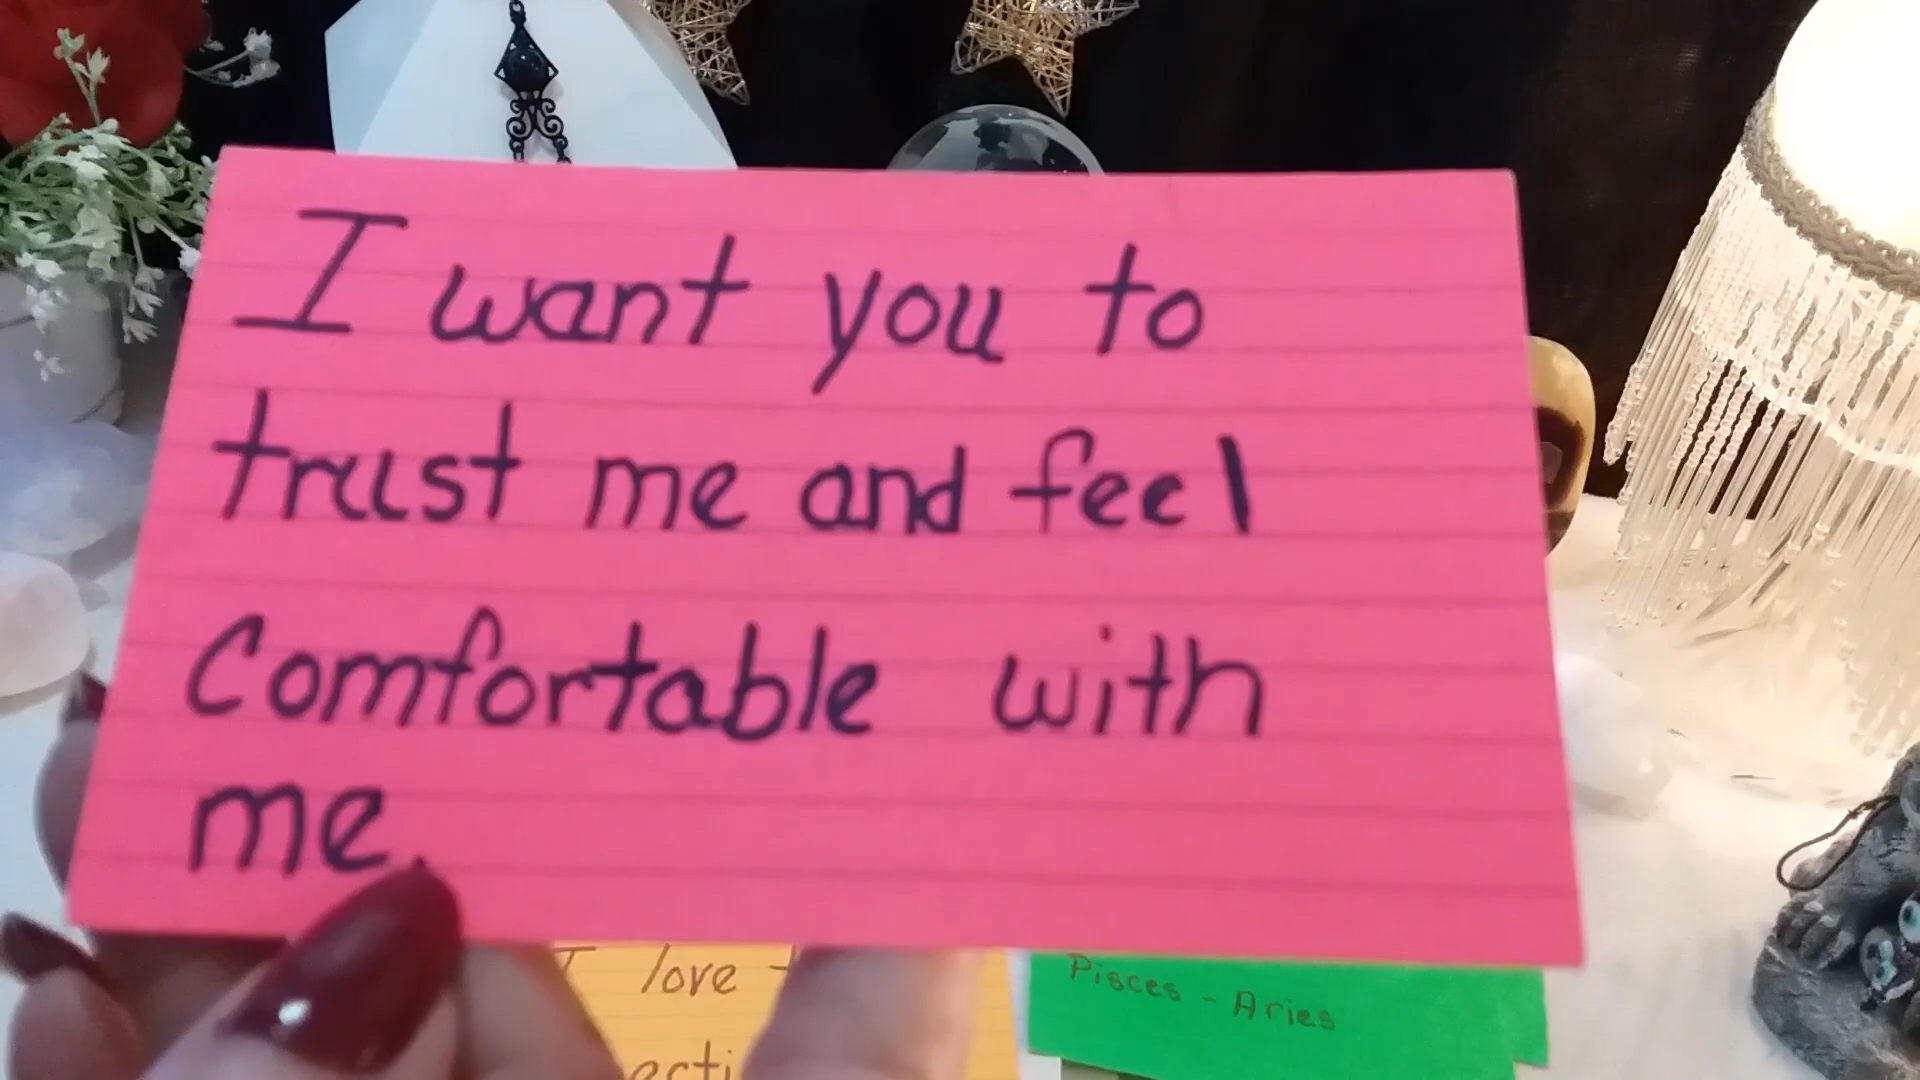 I want you to
trust me and feel
Comfortable with
me.
I love
Pisces - Aries